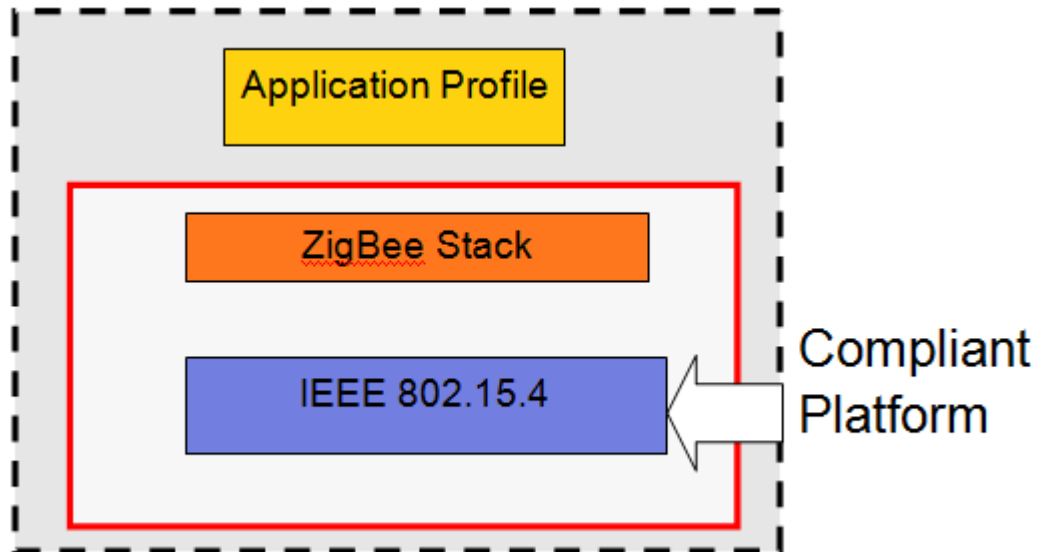 Application Profile
ZigBee Stack
IEEE 802.15.4
Compliant
Platform